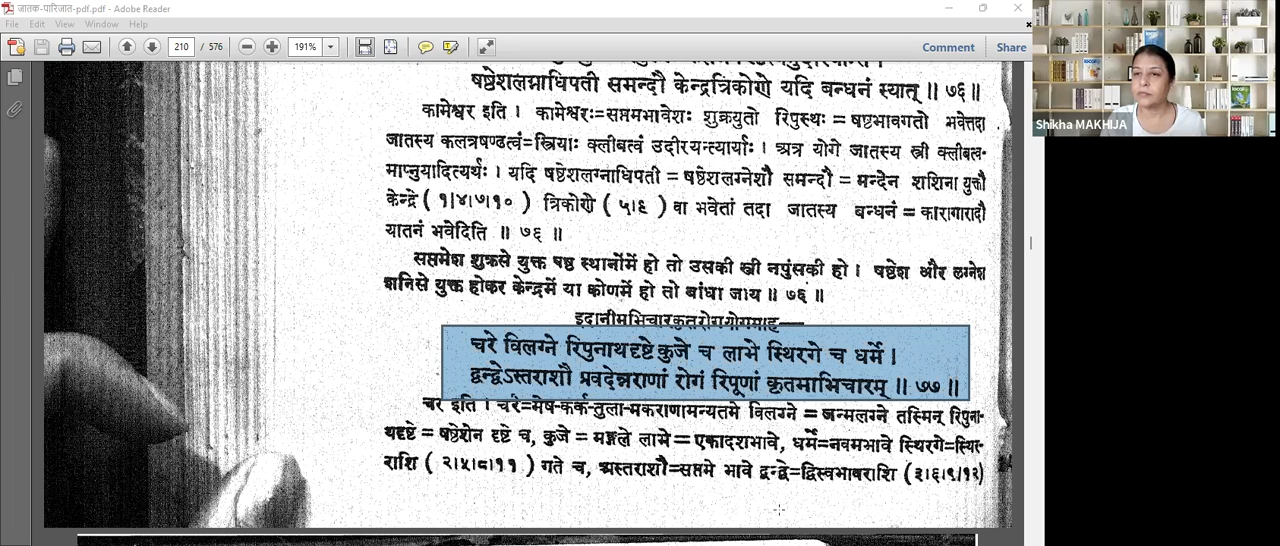 जातक-पारिजात-pdf.pdf - Adobe Reader
File Edit View Window Help
210 / 576 191% Comment Share
षष्ठेशलग्नाधिपती समन्दौ केन्द्रत्रिकोणे यदि बन्धनं स्यात् ॥ ७६॥
कामेश्वर इति । कामेश्वरः=सप्तमभावेशः शुक्रयुतो रिपुस्थः = षष्ठभावगतो भवेत्तदा
जातस्य कलत्रषण्ढत्वं=स्त्रियाः क्लीबत्वं उदीरयन्त्यार्याः । अत्र योगे जातस्य स्त्री क्लीबत्व-
माप्नुयादित्यर्थः । यदि षष्ठेशलग्नाधिपती = षष्ठेशलग्नेशौ समन्दौ = मन्देन शशिना युक्तौ
केन्द्रे ( १।४।७।१० ) त्रिकोणे ( ५।६ ) वा भवेतां तदा जातस्य बन्धनं = कारागारादौ
यातनं भवेदिति ॥ ७६ ॥
सप्तमेश शुक्रसे युक्त षष्ठ स्थानोंमें हो तो उसकी स्त्री नपुंसकी हो । षष्ठेश और लग्नेश
शनिसे युक्त होकर केन्द्रमें या कोणमें हो तो बांधा जाय ॥ ७६ ॥
इदानीमभिचारकृतरोगयोगमाह—
चरे विलग्ने रिपुनाथदृष्टे कुजे च लाभे स्थिरगे च धर्मे ।
द्वन्द्वेऽस्तराशौ प्रवदेन्नराणां रोगं रिपूणां कृतमाभिचारम् ॥ ७७ ॥
चर इति । चरे=मेष-कर्क-तुला-मकराणामन्यतमे विलग्ने = जन्मलग्ने तस्मिन् रिपुना-
थदृष्टे = षष्ठेशेन दृष्टे च, कुजे = मङ्गले लाभे = एकादशभावे, धर्मे=नवमभावे स्थिरगे=स्थिर-
राशि ( २।५।८।११ ) गते च, अस्तराशौ=सप्तमे भावे द्वन्द्वे=द्विस्वभावराशि (३।६।९।१२)
Shikha MAKHIJA